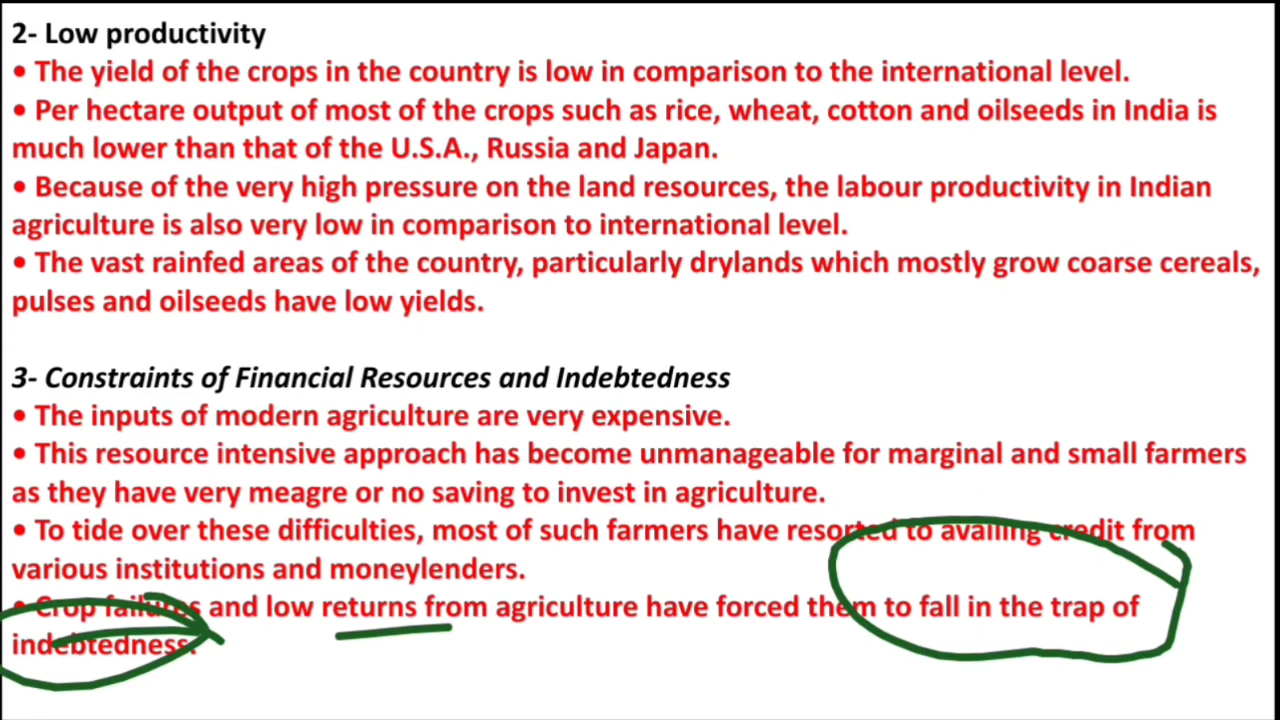 2- Low productivity
• The yield of the crops in the country is low in comparison to the international level.
• Per hectare output of most of the crops such as rice, wheat, cotton and oilseeds in India is
much lower than that of the U.S.A., Russia and Japan.
• Because of the very high pressure on the land resources, the labour productivity in Indian
agriculture is also very low in comparison to international level.
• The vast rainfed areas of the country, particularly drylands which mostly grow coarse cereals,
pulses and oilseeds have low yields.
3- Constraints of Financial Resources and Indebtedness
• The inputs of modern agriculture are very expensive.
• This resource intensive approach has become unmanageable for marginal and small farmers
as they have very meagre or no saving to invest in agriculture.
• To tide over these difficulties, most of such farmers have resorted to availing credit from
various institutions and moneylenders.
• Crop failures and low returns from agriculture have forced them to fall in the trap of
indebtedness.